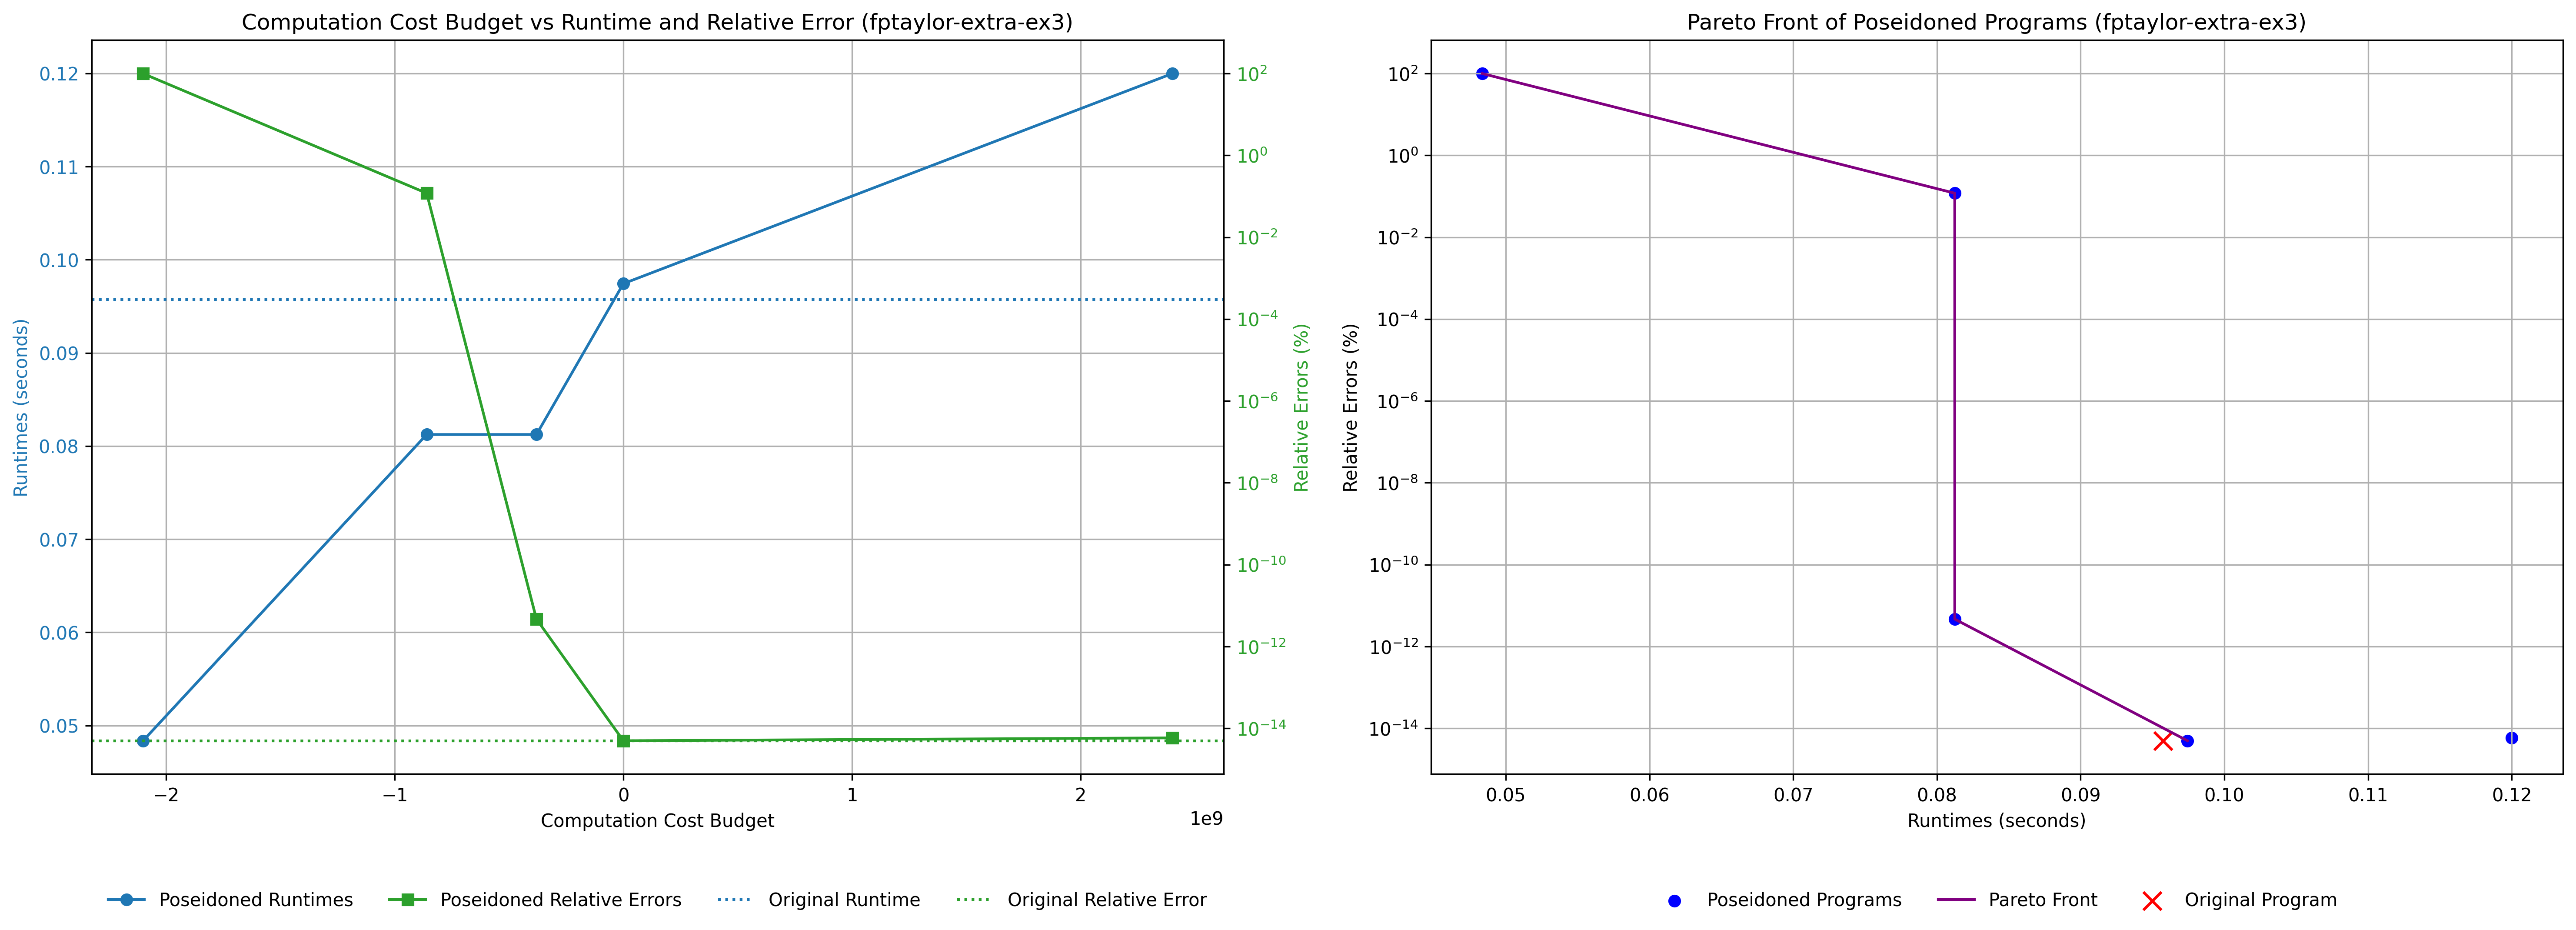 Computation Cost Budget vs Runtime and Relative Error (fptaylor-extra-ex3)
Runtimes (seconds)
0.12
0.11
0.10
0.09
0.08
0.07
0.06
0.05
−2
−1
0
1
2
1e9
Computation Cost Budget
10²
10⁰
10⁻²
10⁻⁴
10⁻⁶
10⁻⁸
10⁻¹⁰
10⁻¹²
10⁻¹⁴
Relative Errors (%)
Poseidoned Runtimes
Poseidoned Relative Errors
Original Runtime
Original Relative Error
Pareto Front of Poseidoned Programs (fptaylor-extra-ex3)
Relative Errors (%)
10²
10⁰
10⁻²
10⁻⁴
10⁻⁶
10⁻⁸
10⁻¹⁰
10⁻¹²
10⁻¹⁴
0.05
0.06
0.07
0.08
0.09
0.10
0.11
0.12
Runtimes (seconds)
Poseidoned Programs
Pareto Front
Original Program